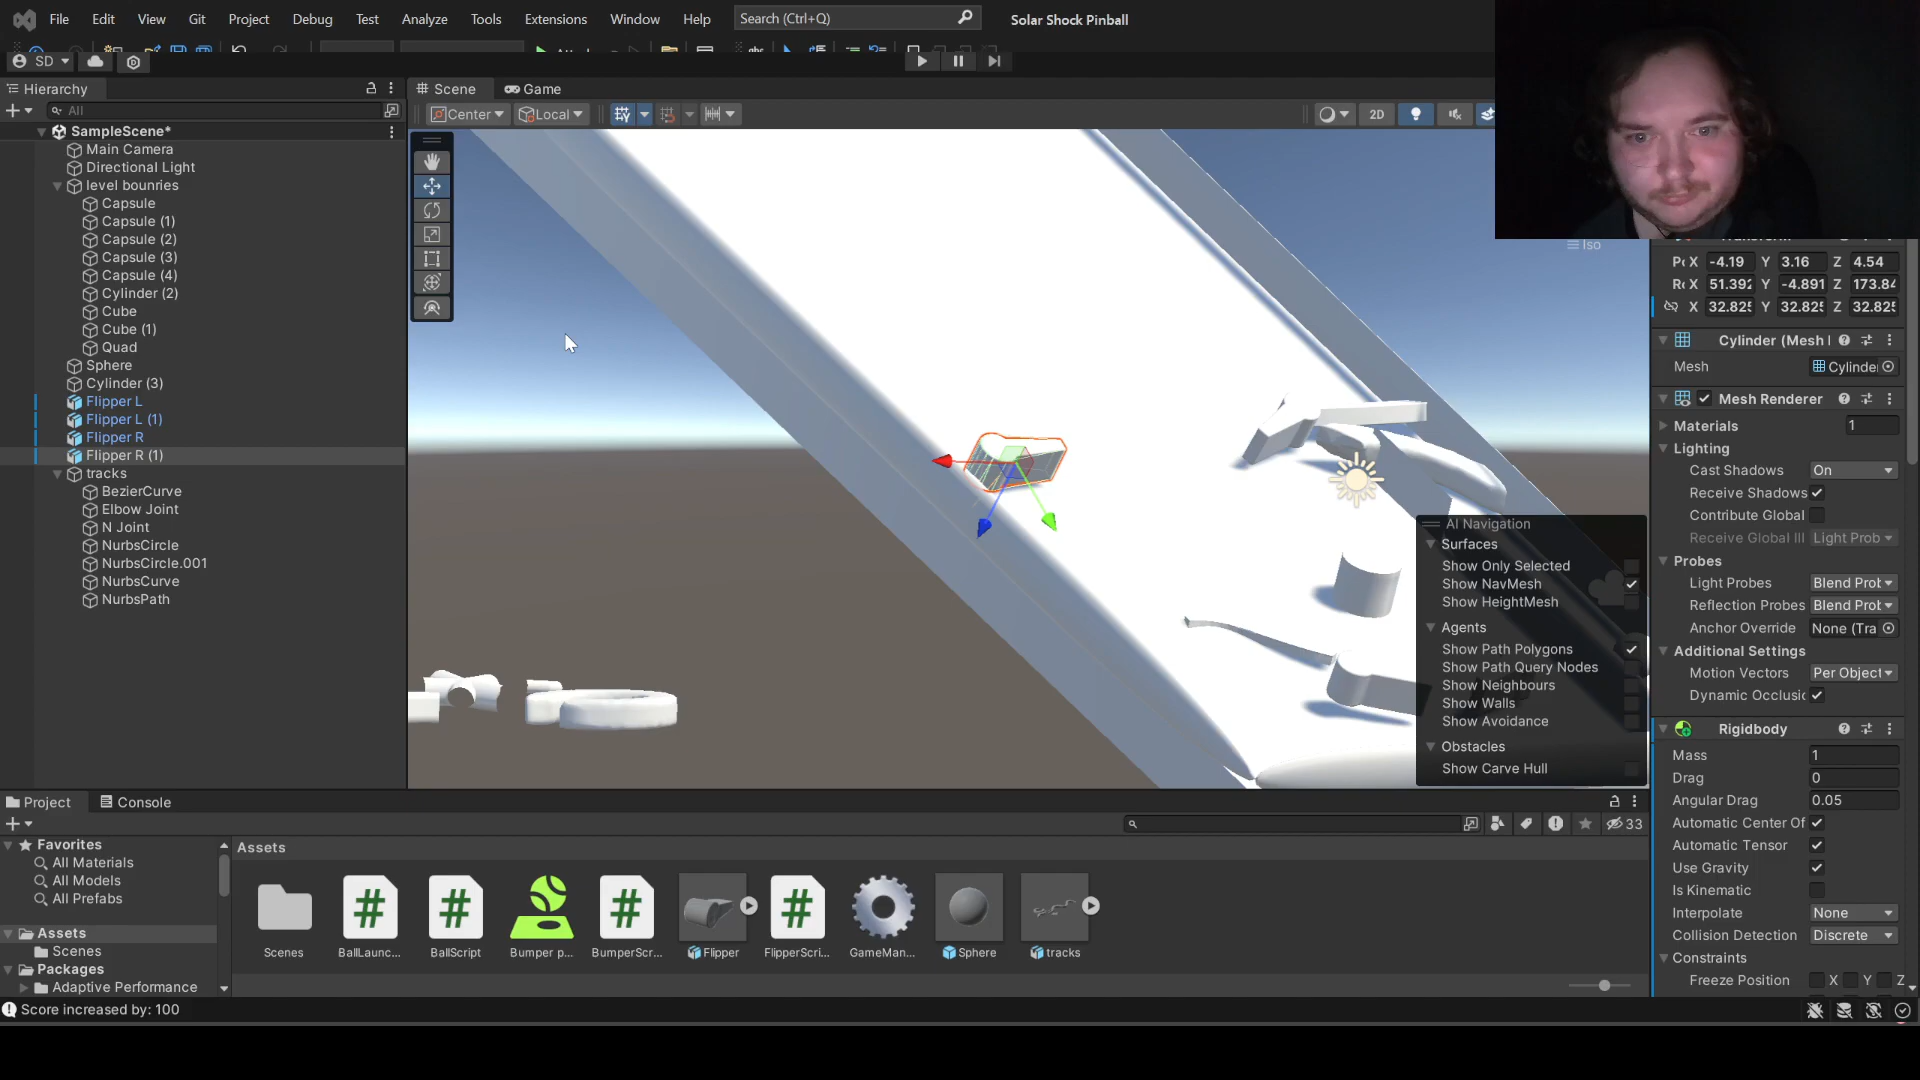 File Edit View Git Project Debug Test Analyze Tools Extensions Window Help Search (Ctrl+Q) Solar Shock Pinball
SD
Hierarchy
All
SampleScene*
Main Camera
Directional Light
level bounries
Capsule
Capsule (1)
Capsule (2)
Capsule (3)
Capsule (4)
Cylinder (2)
Cube
Cube (1)
Quad
Sphere
Cylinder (3)
Flipper L
Flipper L (1)
Flipper R
Flipper R (1)
tracks
BezierCurve
Elbow Joint
N Joint
NurbsCircle
NurbsCircle.001
NurbsCurve
NurbsPath
Scene Game
Center Local 2D
Iso
AI Navigation
Surfaces
Show Only Selected
Show NavMesh
Show HeightMesh
Agents
Show Path Polygons
Show Path Query Nodes
Show Neighbours
Show Walls
Show Avoidance
Obstacles
Show Carve Hull
X -4.19 Y 3.16 Z 4.54
X 51.392 Y -4.891 Z 173.84
X 32.825 Y 32.825 Z 32.825
Cylinder (Mesh
Mesh Cylinde
Mesh Renderer
Materials 1
Lighting
Cast Shadows On
Receive Shadows
Contribute Global
Receive Global Ill Light Prob
Probes
Light Probes Blend Prob
Reflection Probes Blend Prob
Anchor Override None (Tra
Additional Settings
Motion Vectors Per Object
Dynamic Occlusio
Rigidbody
Mass 1
Drag 0
Angular Drag 0.05
Automatic Center Of
Automatic Tensor
Use Gravity
Is Kinematic
Interpolate None
Collision Detection Discrete
Constraints
Freeze Position X Y Z
Project Console
33
Favorites
All Materials
All Models
All Prefabs
Assets
Scenes
Packages
Adaptive Performance
Assets
Scenes BallLaunc... BallScript Bumper p... BumperScr... Flipper FlipperScri... GameMan... Sphere tracks
Score increased by: 100